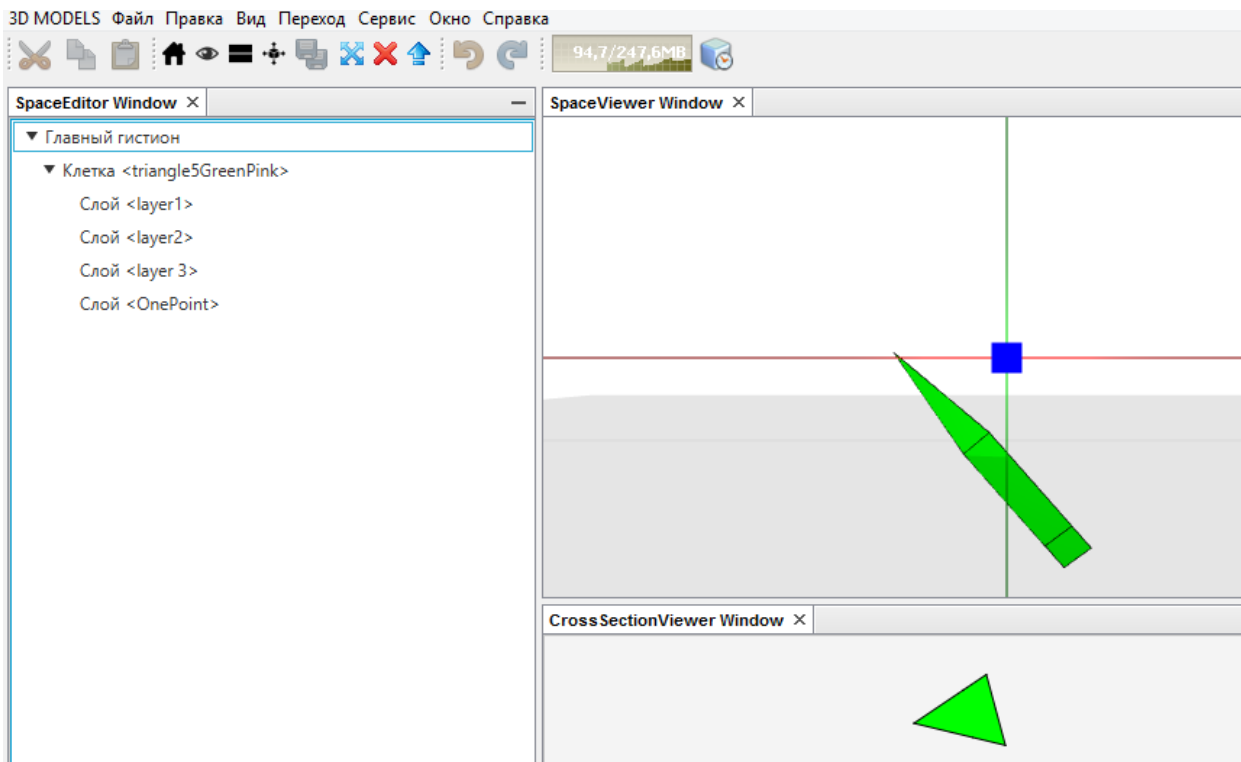 3D MODELS Файл Правка Вид Переход Сервис Окно Справка
94,7/247,6MB
SpaceEditor Window
Главный гистион
Клетка <triangle5GreenPink>
Слой <layer1>
Слой <layer2>
Слой <layer 3>
Слой <OnePoint>
SpaceViewer Window
CrossSectionViewer Window